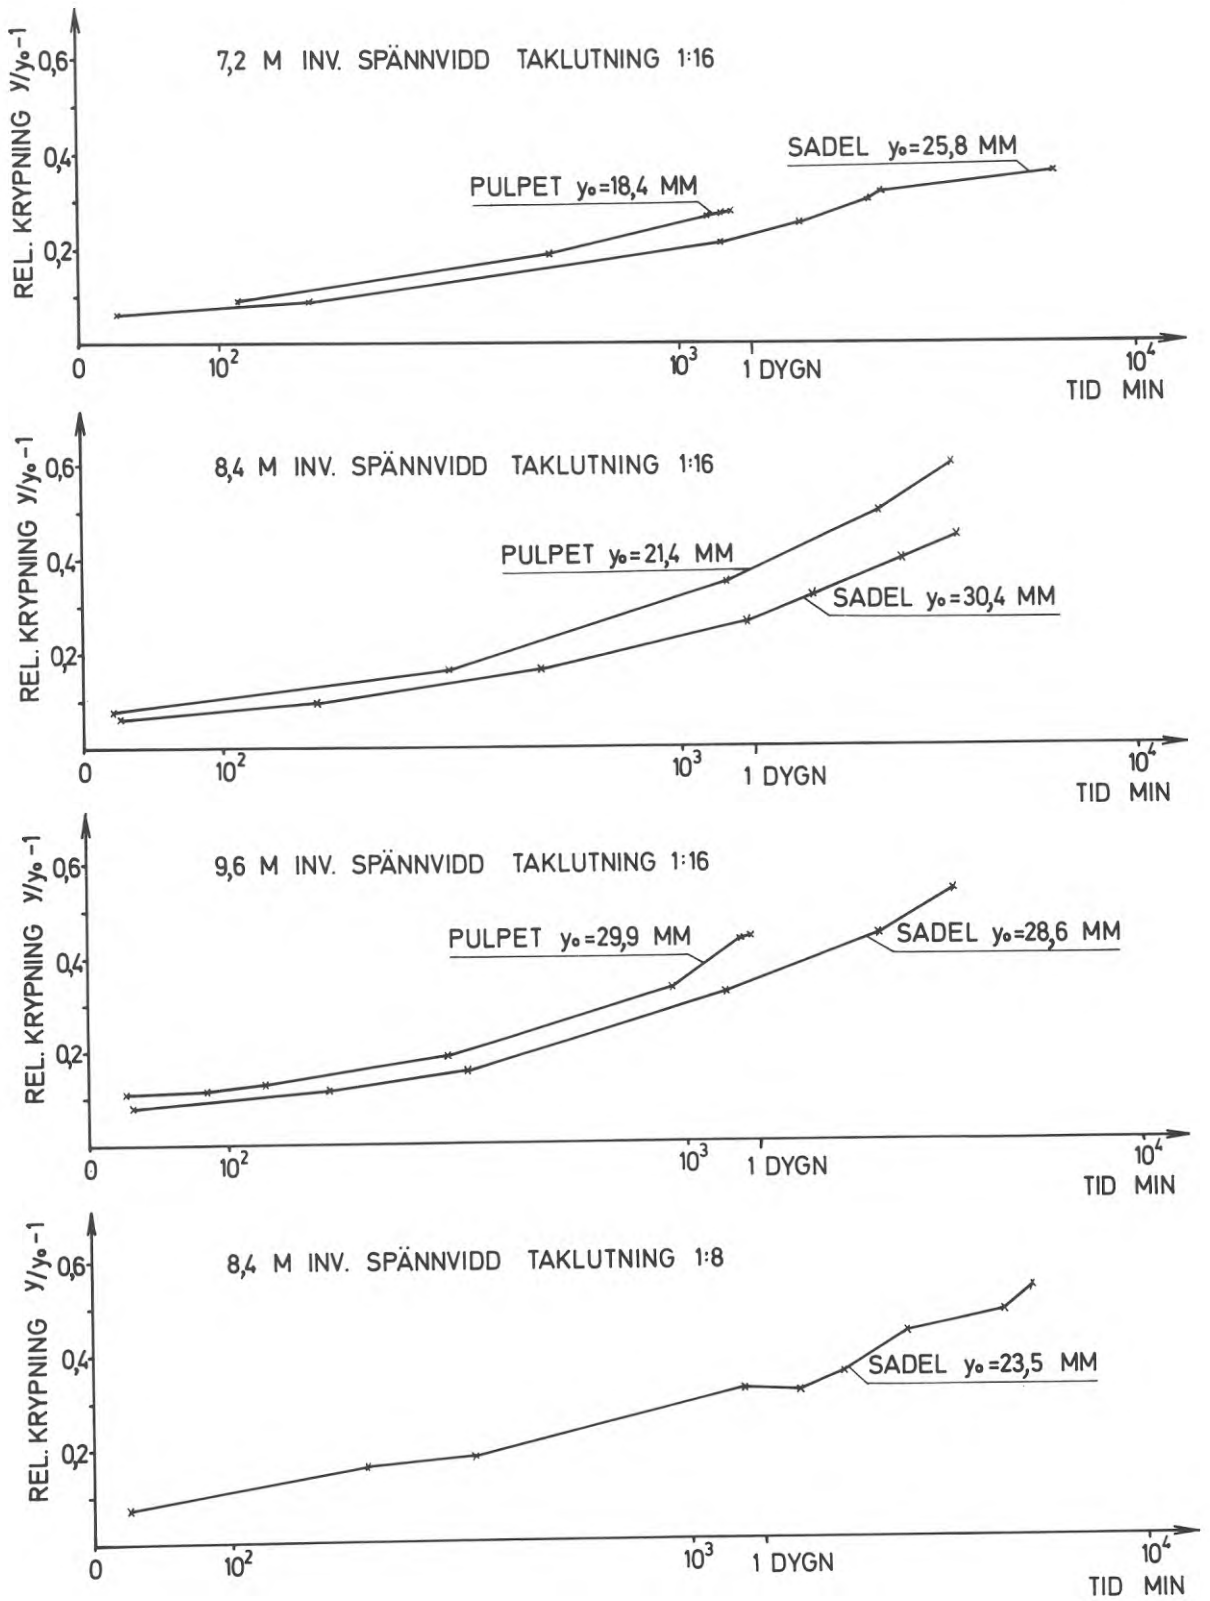 REL. KRYPNING y/y₀-1
7,2 M INV. SPÄNNVIDD TAKLUTNING 1:16
0,6
0,4
0,2
SADEL y₀=25,8 MM
PULPET y₀=18,4 MM
0 10² 10³ 1 DYGN 10⁴
TID MIN
REL. KRYPNING y/y₀-1
8,4 M INV. SPÄNNVIDD TAKLUTNING 1:16
0,6
0,4
0,2
PULPET y₀=21,4 MM
SADEL y₀=30,4 MM
0 10² 10³ 1 DYGN 10⁴
TID MIN
REL. KRYPNING y/y₀-1
9,6 M INV. SPÄNNVIDD TAKLUTNING 1:16
0,6
0,4
0,2
PULPET y₀=29,9 MM
SADEL y₀=28,6 MM
0 10² 10³ 1 DYGN 10⁴
TID MIN
REL. KRYPNING y/y₀-1
8,4 M INV. SPÄNNVIDD TAKLUTNING 1:8
0,6
0,4
0,2
SADEL y₀=23,5 MM
0 10² 10³ 1 DYGN 10⁴
TID MIN